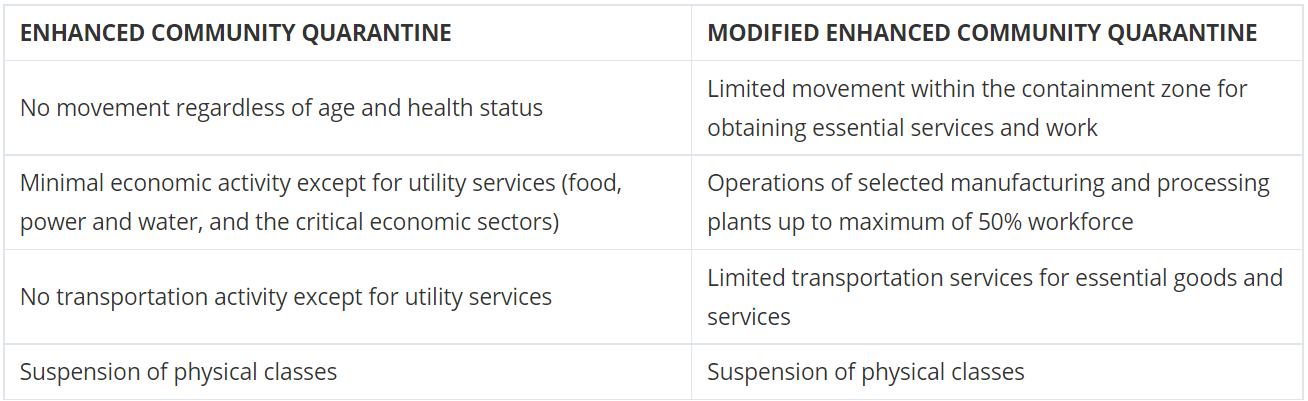 ENHANCED COMMUNITY QUARANTINE
MODIFIED ENHANCED COMMUNITY QUARANTINE
No movement regardless of age and health status
Limited movement within the containment zone for
obtaining essential services and work
Minimal economic activity except for utility services (food,
power and water, and the critical economic sectors)
Operations of selected manufacturing and processing
plants up to maximum of 50% workforce
No transportation activity except for utility services
Limited transportation services for essential goods and
services
Suspension of physical classes
Suspension of physical classes